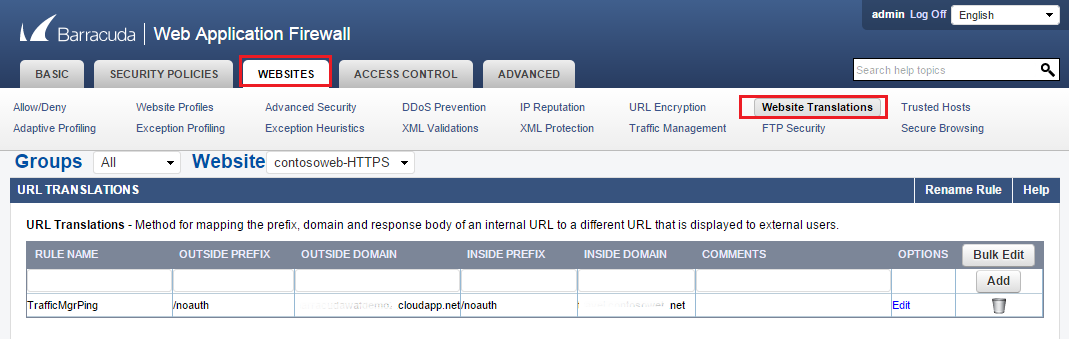 admin Log Off English
Barracuda Web Application Firewall
BASIC SECURITY POLICIES WEBSITES ACCESS CONTROL ADVANCED Search help topics
Allow/Deny Website Profiles Advanced Security DDoS Prevention IP Reputation URL Encryption Website Translations Trusted Hosts
Adaptive Profiling Exception Profiling Exception Heuristics XML Validations XML Protection Traffic Management FTP Security Secure Browsing
Groups All Website contosoweb-HTTPS
URL TRANSLATIONS Rename Rule Help
URL Translations - Method for mapping the prefix, domain and response body of an internal URL to a different URL that is displayed to external users.
RULE NAME OUTSIDE PREFIX OUTSIDE DOMAIN INSIDE PREFIX INSIDE DOMAIN COMMENTS OPTIONS Bulk Edit
Add
TrafficMgrPing /noauth cloudapp.net /noauth .net Edit